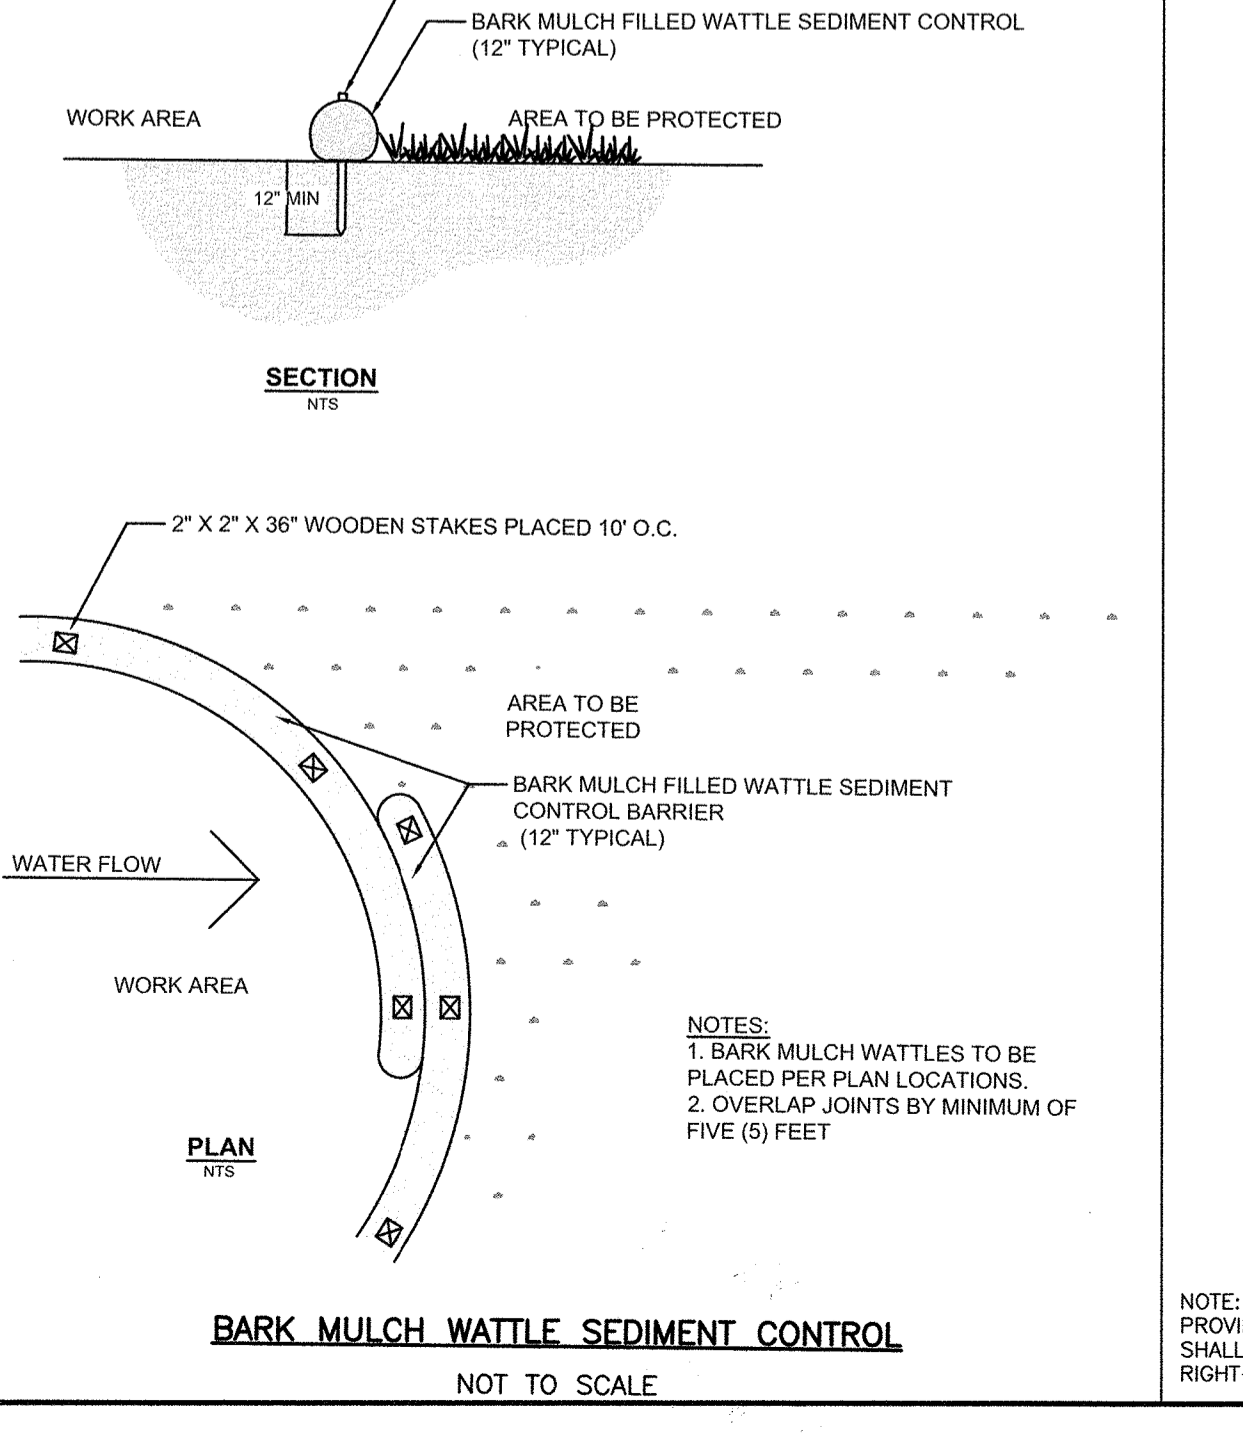 BARK MULCH FILLED WATTLE SEDIMENT CONTROL
(12" TYPICAL)
WORK AREA
AREA TO BE PROTECTED
12" MIN
SECTION
NTS
2" X 2" X 36" WOODEN STAKES PLACED 10' O.C.
AREA TO BE
PROTECTED
BARK MULCH FILLED WATTLE SEDIMENT
CONTROL BARRIER
(12" TYPICAL)
WATER FLOW
WORK AREA
NOTES:
1. BARK MULCH WATTLES TO BE
PLACED PER PLAN LOCATIONS.
2. OVERLAP JOINTS BY MINIMUM OF
FIVE (5) FEET
PLAN
NTS
BARK MULCH WATTLE SEDIMENT CONTROL
NOT TO SCALE
NOTE:
SHALL